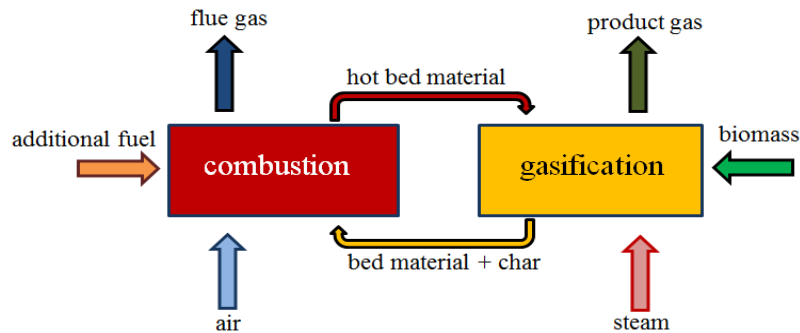 flue gas
product gas
hot bed material
additional fuel
combustion
gasification
biomass
bed material + char
air
steam